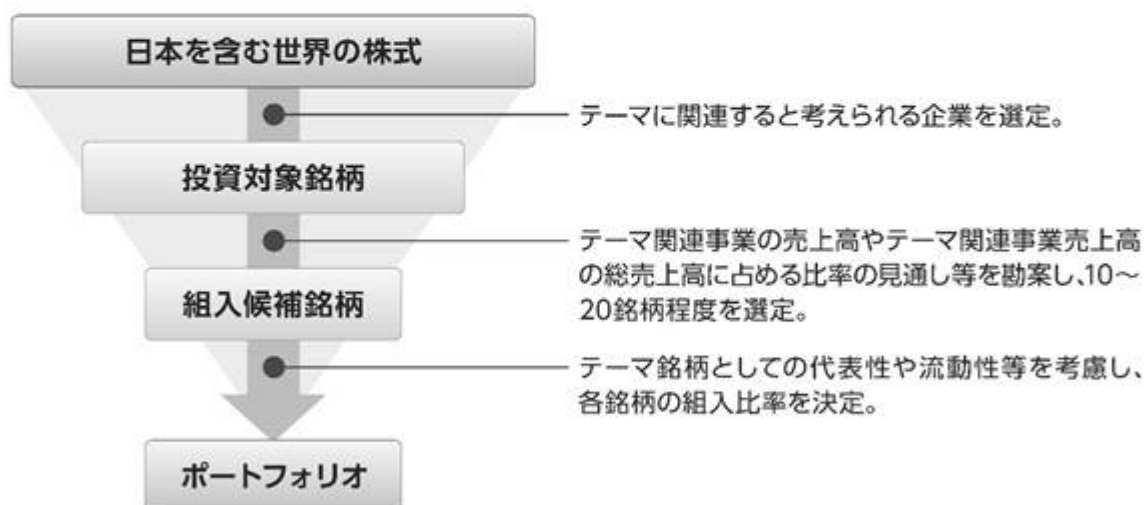 日本を含む世界の株式
テーマに関連すると考えられる企業を選定。
投資対象銘柄
テーマ関連事業の売上高やテーマ関連事業売上高
の総売上高に占める比率の見通し等を勘案し、10～
20銘柄程度を選定。
組入候補銘柄
テーマ銘柄としての代表性や流動性等を考慮し、
各銘柄の組入比率を決定。
ポートフォリオ